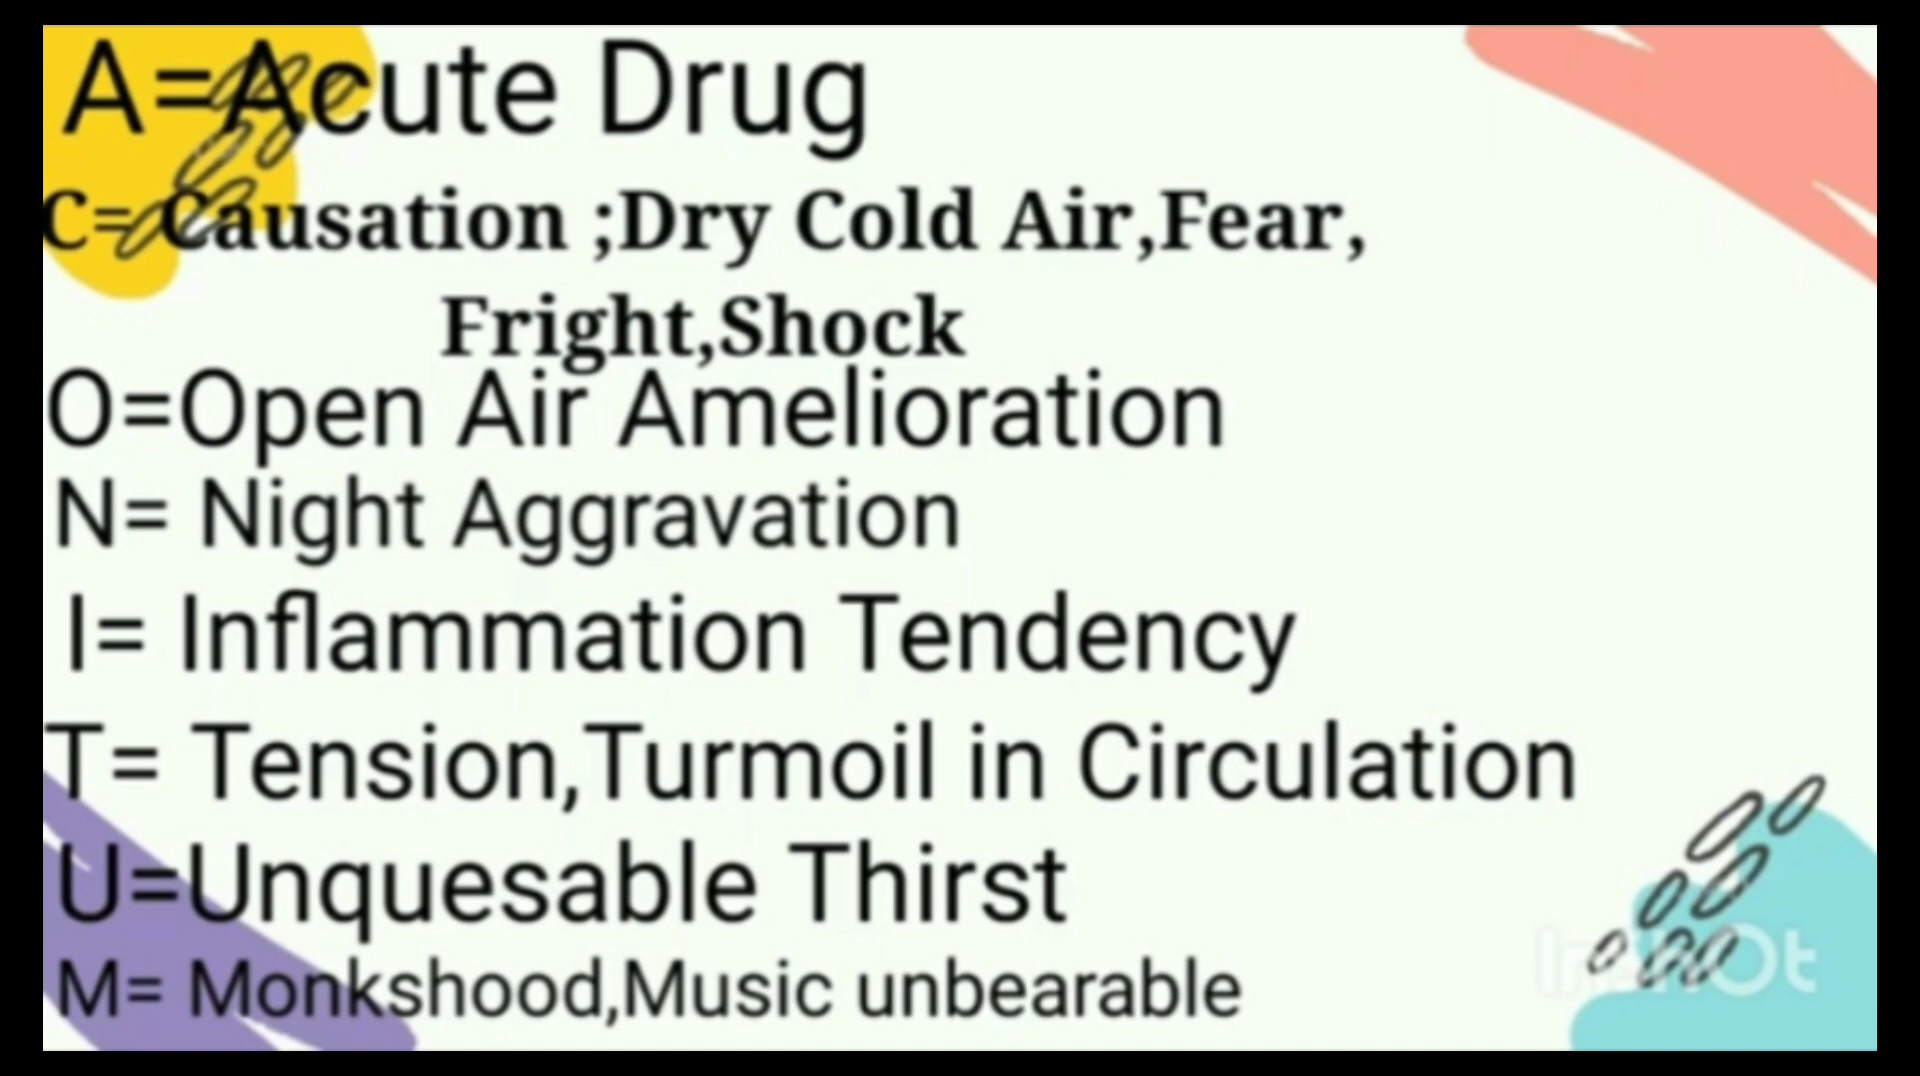 A=Acute Drug
C= Causation ;Dry Cold Air,Fear,
Fright,Shock
O=Open Air Amelioration
N= Night Aggravation
I= Inflammation Tendency
T= Tension,Turmoil in Circulation
U=Unquesable Thirst
M= Monkshood,Music unbearable
InShOt